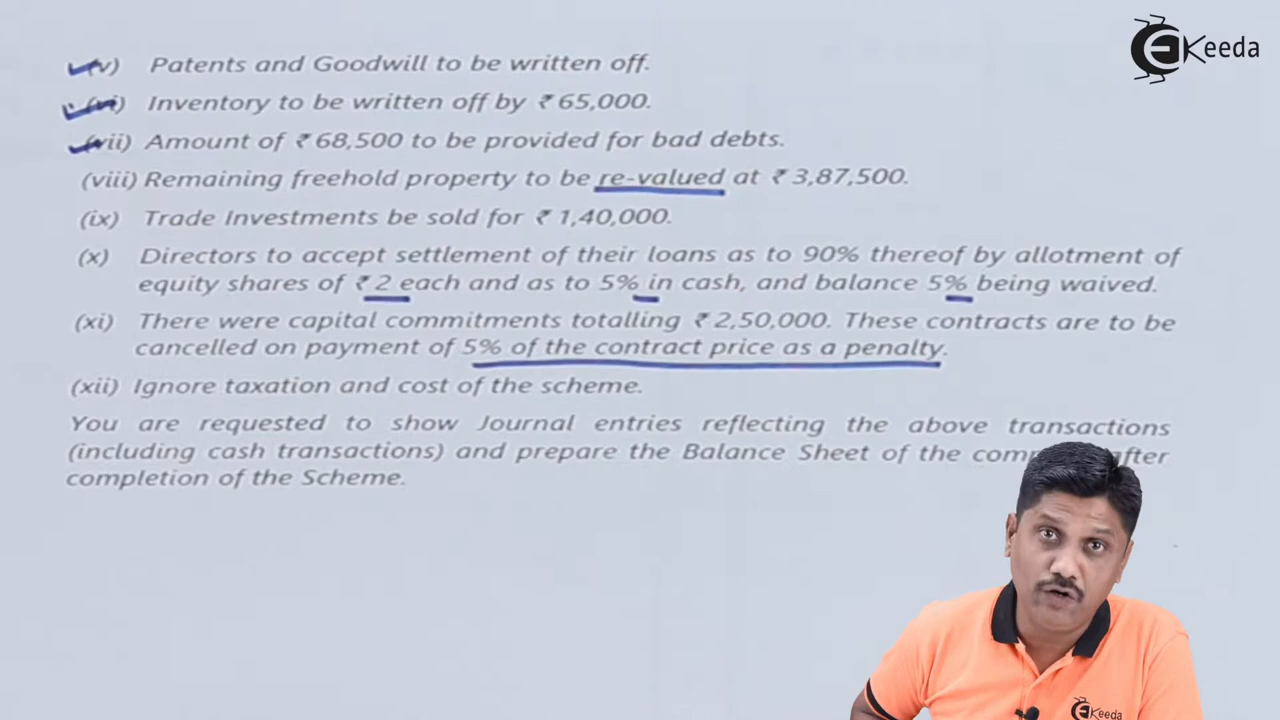 Keeda
(v) Patents and Goodwill to be written off.
(vi) Inventory to be written off by ₹ 65,000.
(vii) Amount of ₹ 68,500 to be provided for bad debts.
(viii) Remaining freehold property to be re-valued at ₹ 3,87,500.
(ix) Trade Investments be sold for ₹ 1,40,000.
(x) Directors to accept settlement of their loans as to 90% thereof by allotment of
equity shares of ₹ 2 each and as to 5% in cash, and balance 5% being waived.
(xi) There were capital commitments totalling ₹ 2,50,000. These contracts are to be
cancelled on payment of 5% of the contract price as a penalty.
(xii) Ignore taxation and cost of the scheme.
You are requested to show Journal entries reflecting the above transactions
(including cash transactions) and prepare the Balance Sheet of the after
completion of the Scheme.
Keeda